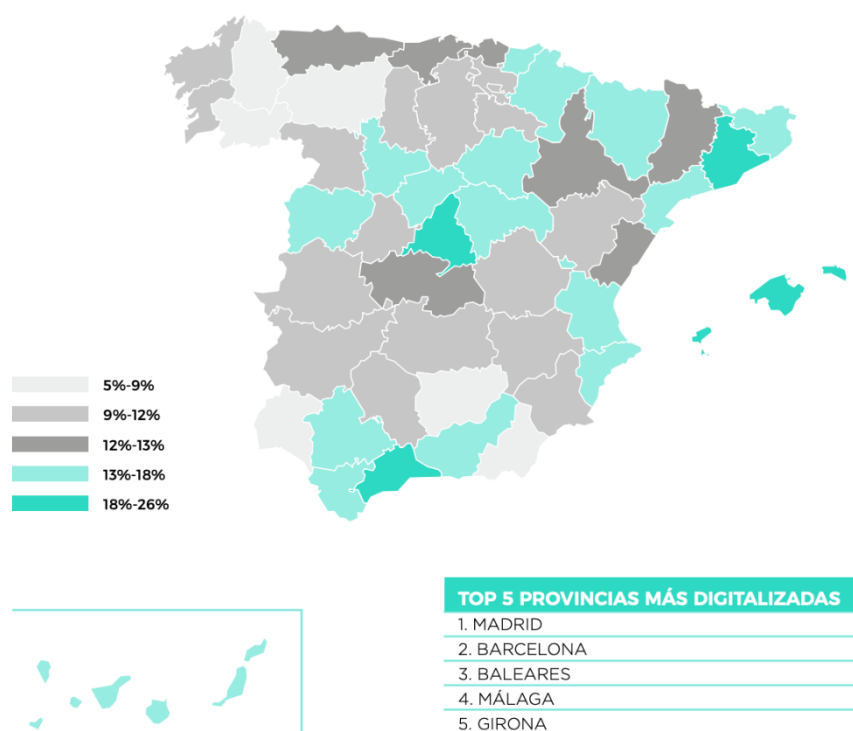 5%-9%
9%-12%
12%-13%
13%-18%
18%-26%
TOP 5 PROVINCIAS MÁS DIGITALIZADAS
1. MADRID
2. BARCELONA
3. BALEARES
4. MÁLAGA
5. GIRONA